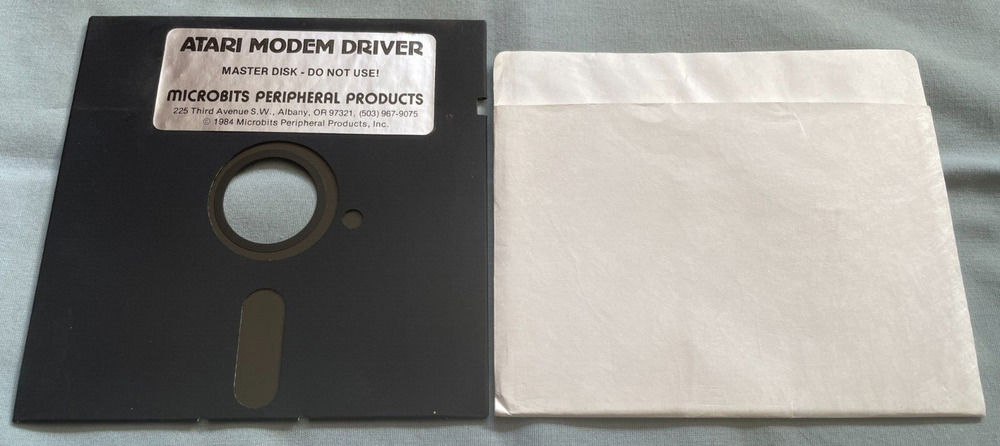 ATARI MODEM DRIVER
MASTER DISK - DO NOT USE!
MICROBITS PERIPHERAL PRODUCTS
225 Third Avenue S.W., Albany, OR 97321, (503) 967-9075
© 1984 Microbits Peripheral Products, Inc.